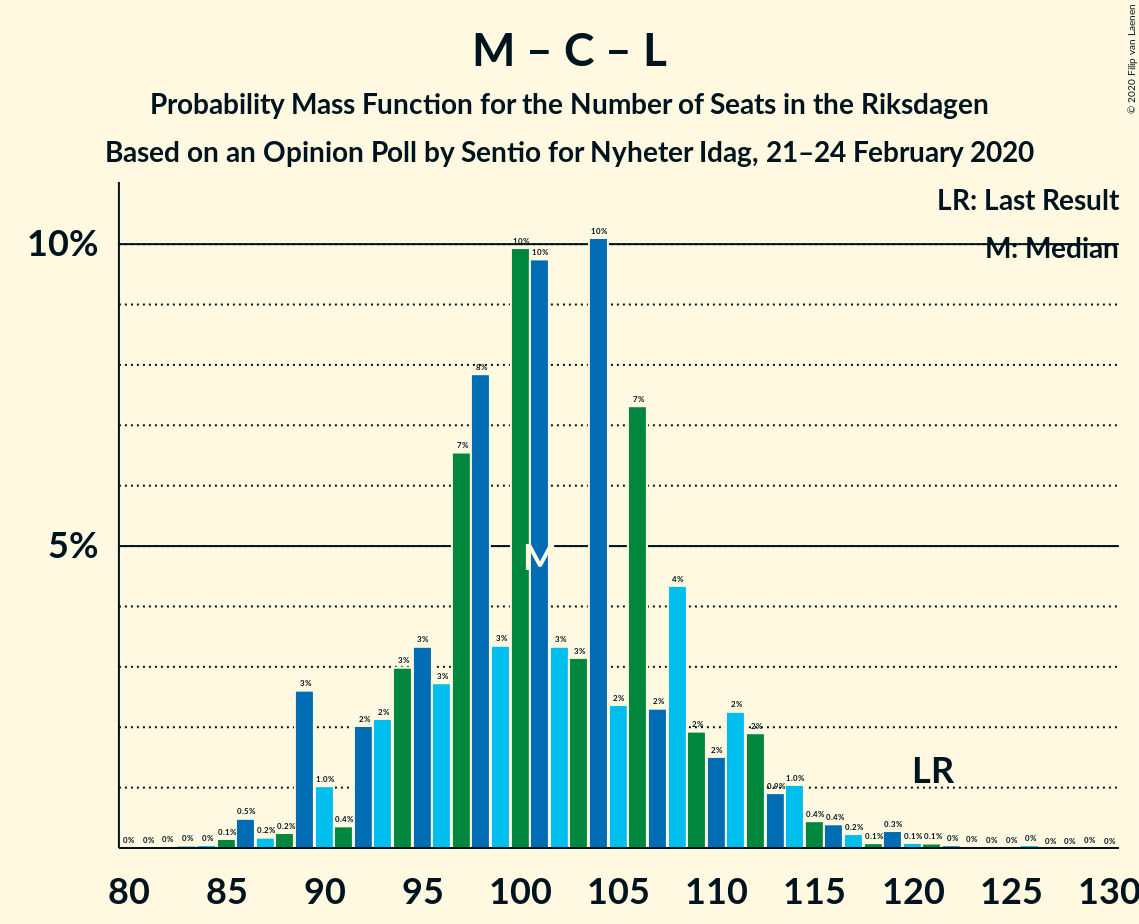 M – C – L
Probability Mass Function for the Number of Seats in the Riksdagen
Based on an Opinion Poll by Sentio for Nyheter Idag, 21–24 February 2020
© 2020 Filip van Laenen
LR: Last Result
M: Median
10%
5%
0% 0% 0% 0% 0% 0.1% 0.5% 0.2% 0.2% 3% 1.0% 0.4% 2% 2% 3% 3% 3% 7% 8% 3% 10% 10% 3% 3% 10% 2% 7% 2% 4% 2% 2% 2% 2% 0.9% 1.0% 0.4% 0.4% 0.2% 0.1% 0.3% 0.1% 0.1% 0% 0% 0% 0% 0% 0% 0% 0% 0%
M
LR
80 85 90 95 100 105 110 115 120 125 130